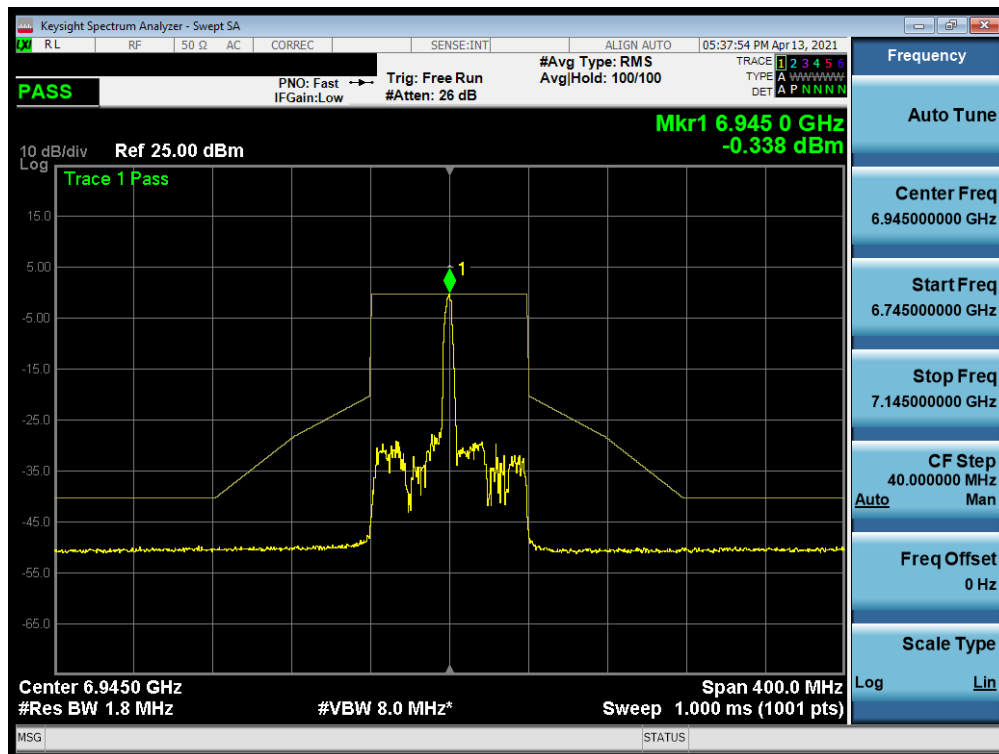 Keysight Spectrum Analyzer - Swept SA
LXI RL RF 50 Ω AC CORREC SENSE:INT ALIGN AUTO 05:37:54 PM Apr 13, 2021
PASS
PNO: Fast
IFGain:Low
Trig: Free Run
#Atten: 26 dB
#Avg Type: RMS
Avg|Hold: 100/100
TRACE 1 2 3 4 5 6
TYPE A WWWWW
DET A P N N N N
Mkr1 6.945 0 GHz
-0.338 dBm
10 dB/div Ref 25.00 dBm
Log
Trace 1 Pass
15.0
5.00
1
-5.00
-15.0
-25.0
-35.0
-45.0
-55.0
-65.0
Center 6.9450 GHz Span 400.0 MHz
#Res BW 1.8 MHz #VBW 8.0 MHz* Sweep 1.000 ms (1001 pts)
MSG STATUS
Frequency
Auto Tune
Center Freq
6.945000000 GHz
Start Freq
6.745000000 GHz
Stop Freq
7.145000000 GHz
CF Step
40.000000 MHz
Auto Man
Freq Offset
0 Hz
Scale Type
Log Lin